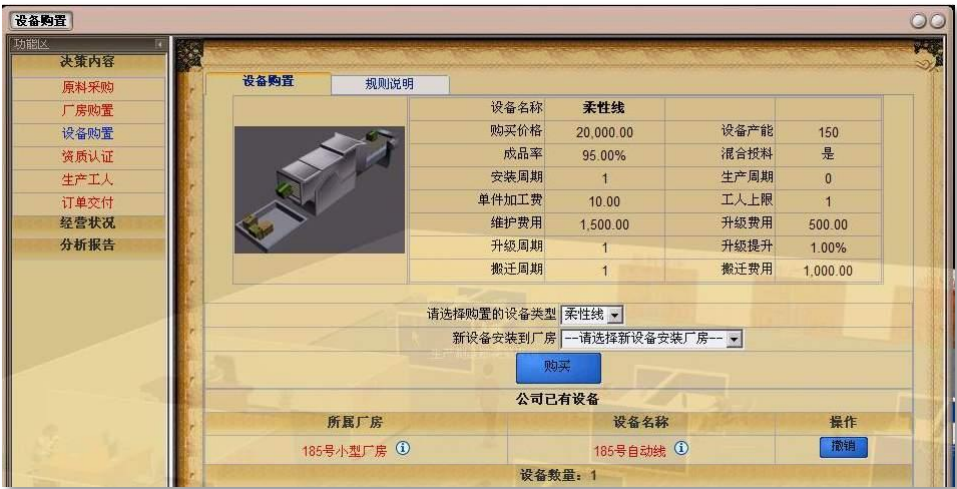 设备购置
功能区
决策内容
原料采购
厂房购置
设备购置
资质认证
生产工人
订单交付
经营状况
分析报告
设备购置 规则说明
设备名称 柔性线
购买价格 20,000.00 设备产能 150
成品率 95.00% 混合投料 是
安装周期 1 生产周期 0
单件加工费 10.00 工人上限 1
维护费用 1,500.00 升级费用 500.00
升级周期 1 升级提升 1.00%
搬迁周期 1 搬迁费用 1,000.00
请选择购置的设备类型 柔性线
新设备安装到厂房 --请选择新设备安装厂房--
购买
公司已有设备
所属厂房 设备名称 操作
185号小型厂房 185号自动线 撤销
设备数量：1